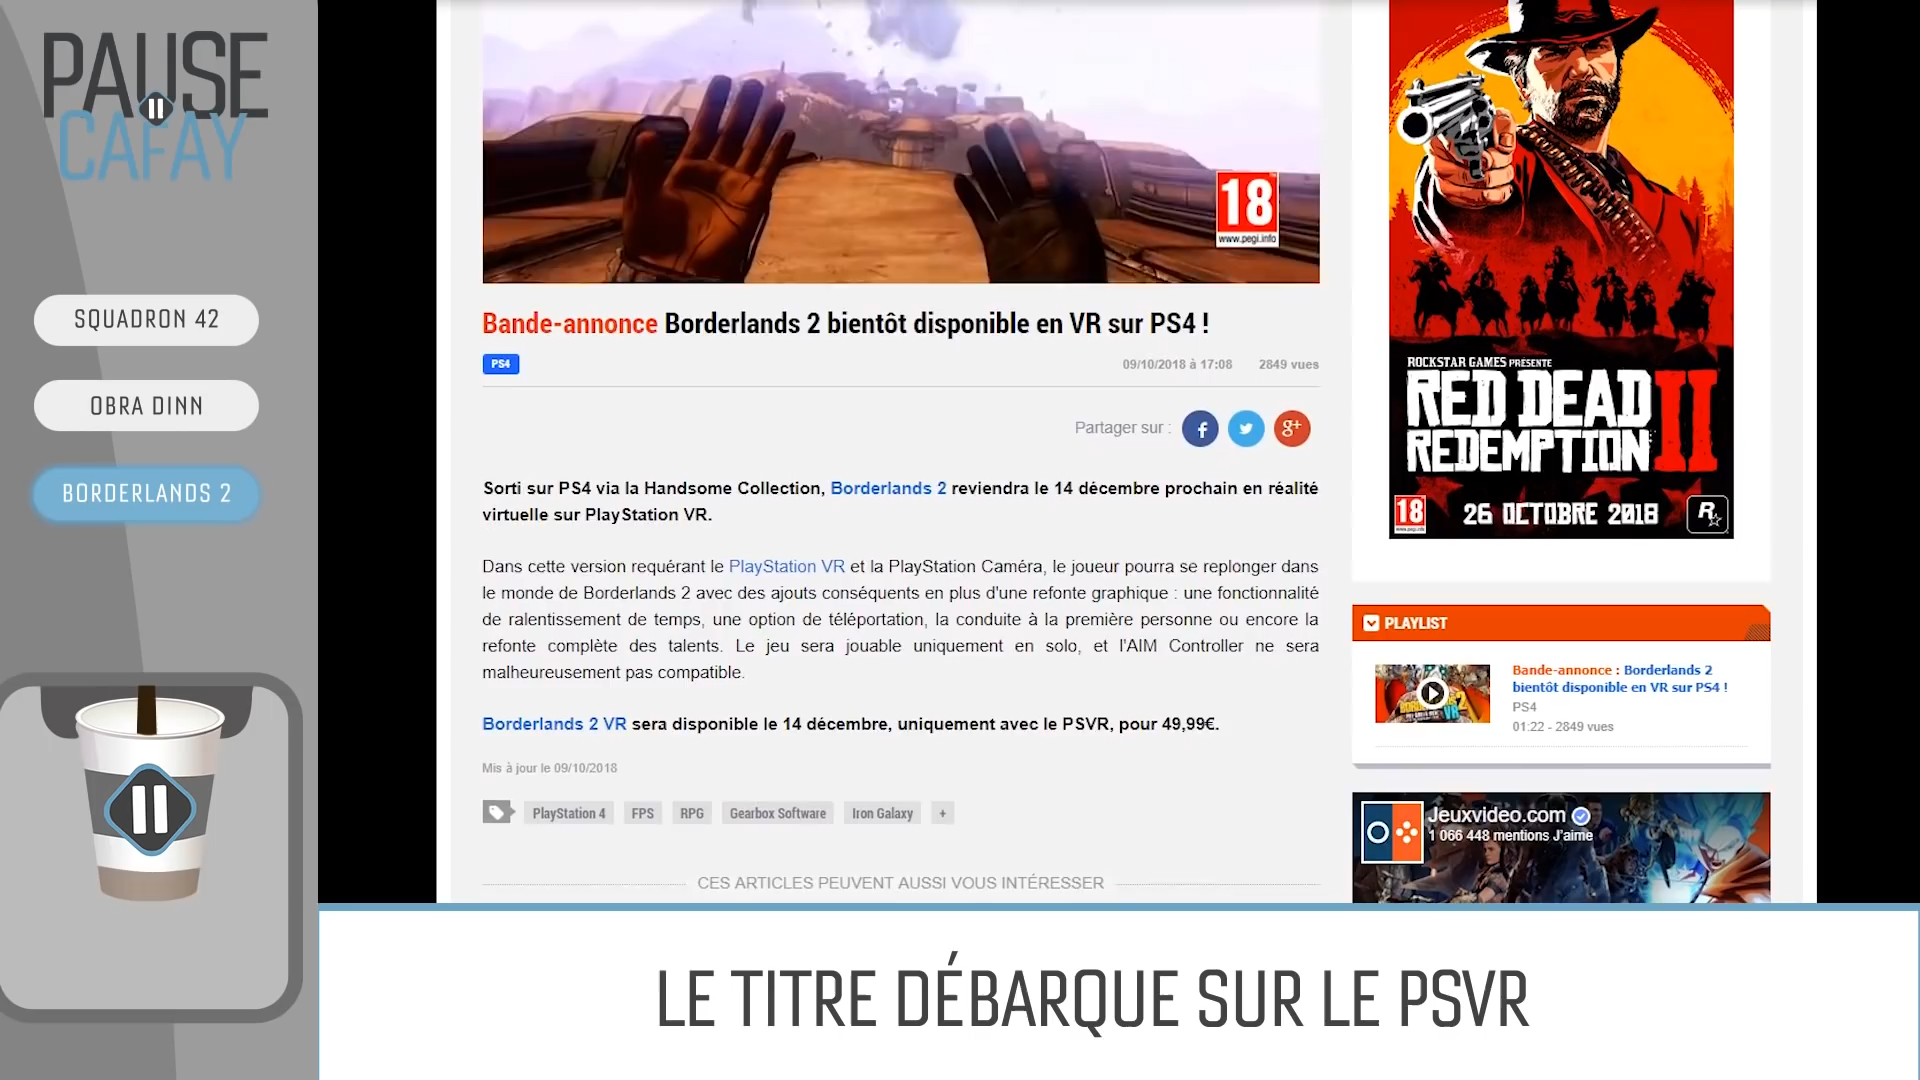 PAUSE
CAFAY
SQUADRON 42
OBRA DINN
BORDERLANDS 2
18
www.pegi.info
Bande-annonce Borderlands 2 bientôt disponible en VR sur PS4 !
PS4
09/10/2018 à 17:08 2849 vues
Partager sur :
Sorti sur PS4 via la Handsome Collection, Borderlands 2 reviendra le 14 décembre prochain en réalité
virtuelle sur PlayStation VR.
Dans cette version requérant le PlayStation VR et la PlayStation Caméra, le joueur pourra se replonger dans
le monde de Borderlands 2 avec des ajouts conséquents en plus d'une refonte graphique : une fonctionnalité
de ralentissement de temps, une option de téléportation, la conduite à la première personne ou encore la
refonte complète des talents. Le jeu sera jouable uniquement en solo, et l'AIM Controller ne sera
malheureusement pas compatible.
Borderlands 2 VR sera disponible le 14 décembre, uniquement avec le PSVR, pour 49,99€.
Mis à jour le 09/10/2018
PlayStation 4 FPS RPG Gearbox Software Iron Galaxy +
CES ARTICLES PEUVENT AUSSI VOUS INTÉRESSER
ROCKSTAR GAMES PRÉSENTE
RED DEAD
REDEMPTION II
18
26 OCTOBRE 2018
R
PLAYLIST
Bande-annonce : Borderlands 2
bientôt disponible en VR sur PS4 !
PS4
01:22 - 2849 vues
Jeuxvideo.com
1 066 448 mentions J'aime
LE TITRE DÉBARQUE SUR LE PSVR